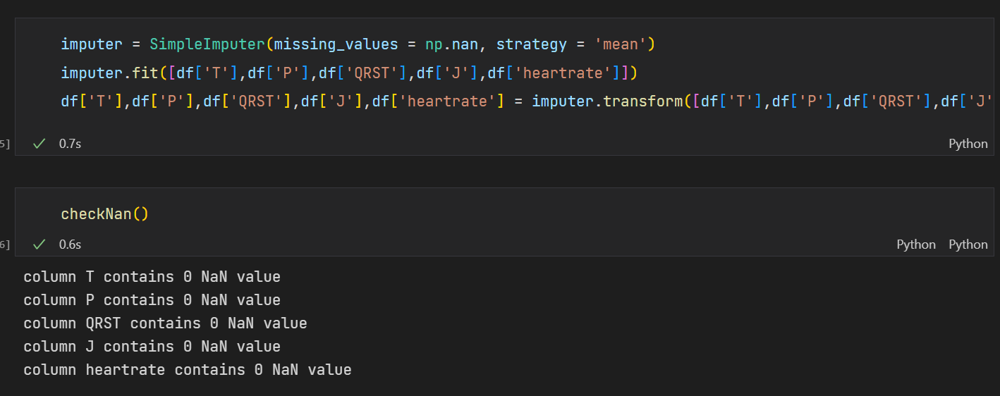 imputer = SimpleImputer(missing_values = np.nan, strategy = 'mean')
imputer.fit([df['T'],df['P'],df['QRST'],df['J'],df['heartrate']])
df['T'],df['P'],df['QRST'],df['J'],df['heartrate'] = imputer.transform([df['T'],df['P'],df['QRST'],df['J'
5] ✓ 0.7s Python
checkNan()
6] ✓ 0.6s Python Python
column T contains 0 NaN value
column P contains 0 NaN value
column QRST contains 0 NaN value
column J contains 0 NaN value
column heartrate contains 0 NaN value